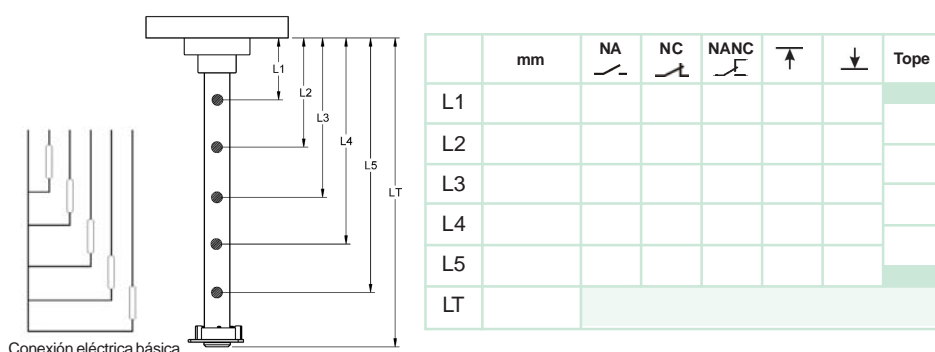 L1
L2
L3
L4
L5
LT
Conexión eléctrica básica
mm NA NC NANC Tope
L1
L2
L3
L4
L5
LT